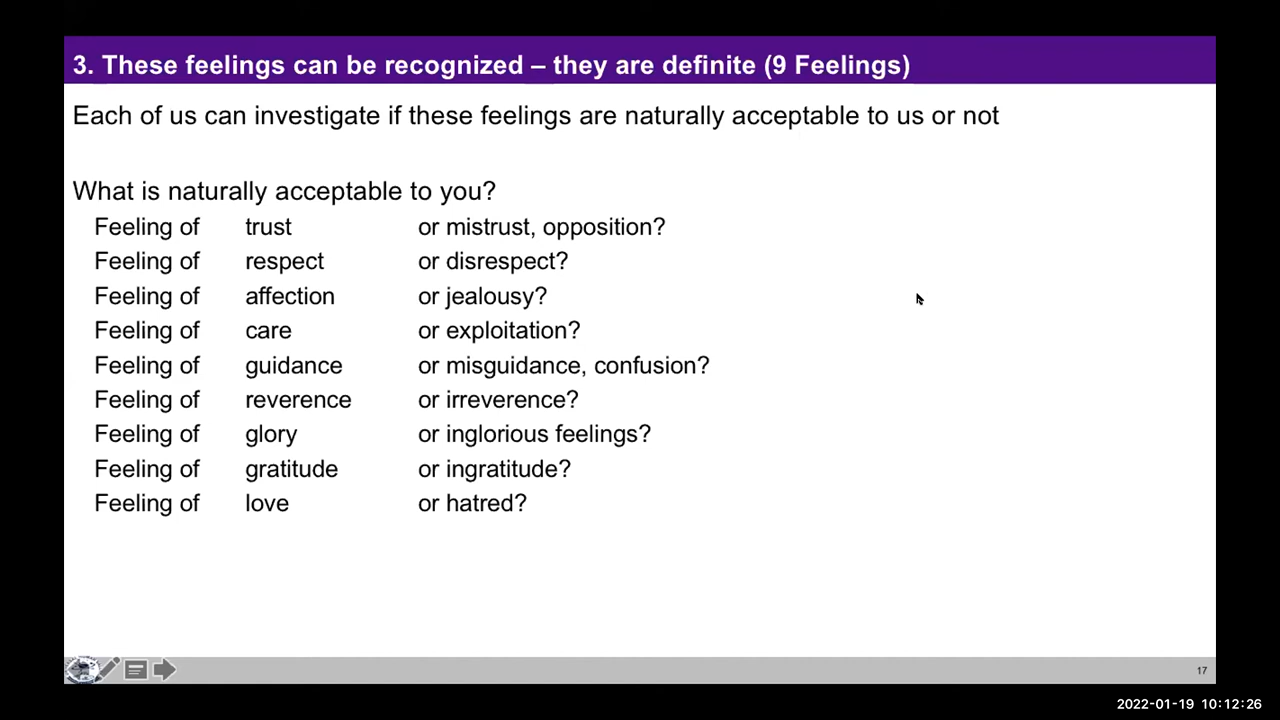 3. These feelings can be recognized – they are definite (9 Feelings)
Each of us can investigate if these feelings are naturally acceptable to us or not
What is naturally acceptable to you?
Feeling of trust or mistrust, opposition?
Feeling of respect or disrespect?
Feeling of affection or jealousy?
Feeling of care or exploitation?
Feeling of guidance or misguidance, confusion?
Feeling of reverence or irreverence?
Feeling of glory or inglorious feelings?
Feeling of gratitude or ingratitude?
Feeling of love or hatred?
17
2022-01-19 10:12:26